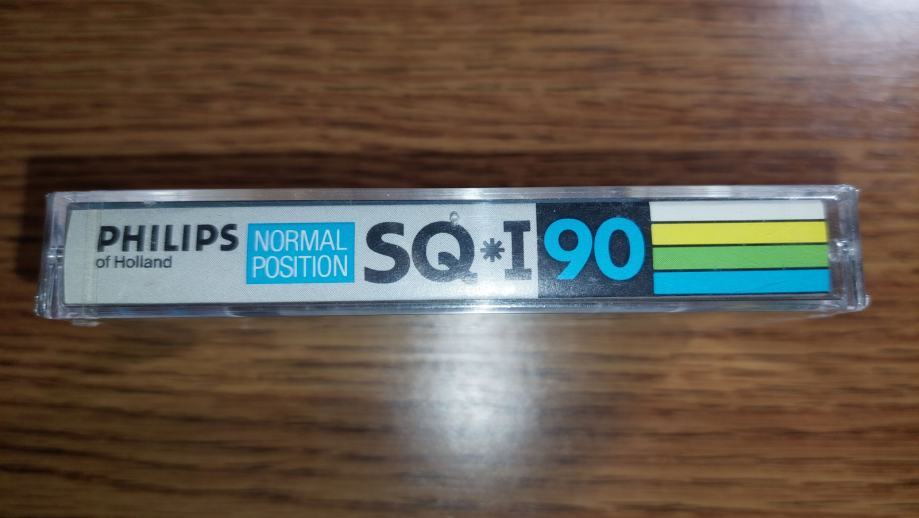 PHILIPS
of Holland
NORMAL
POSITION
SQ*I 90